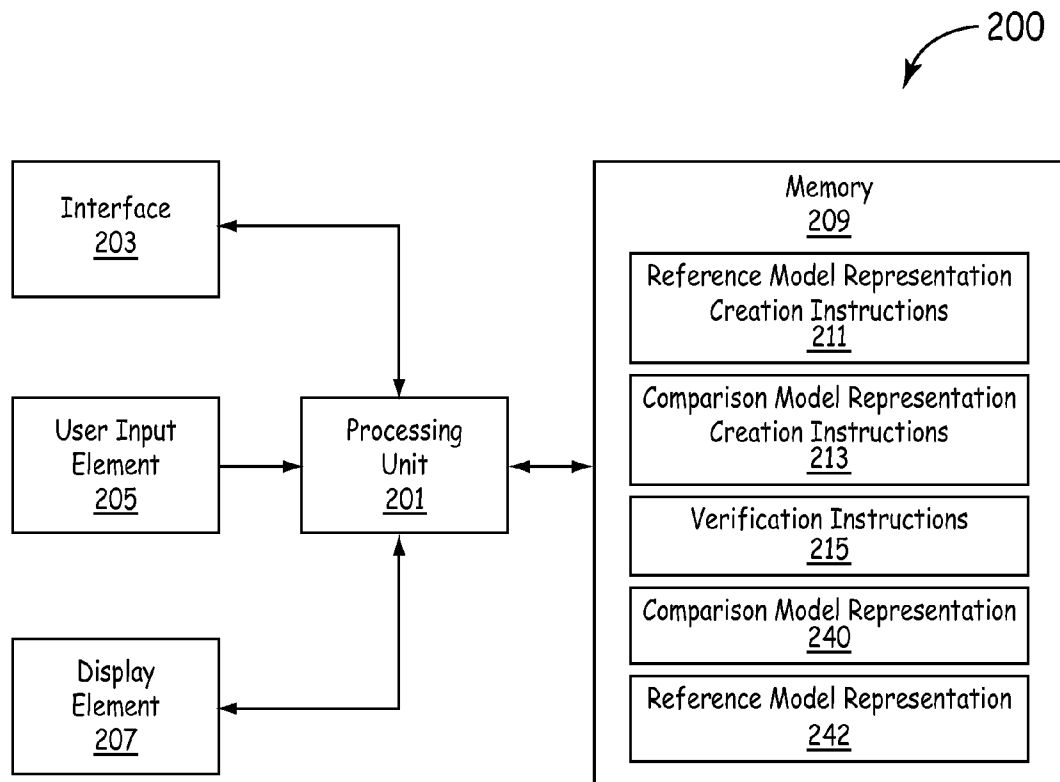 200
Interface
203
User Input
Element
205
Display
Element
207
Processing
Unit
201
Memory
209
Reference Model Representation
Creation Instructions
211
Comparison Model Representation
Creation Instructions
213
Verification Instructions
215
Comparison Model Representation
240
Reference Model Representation
242